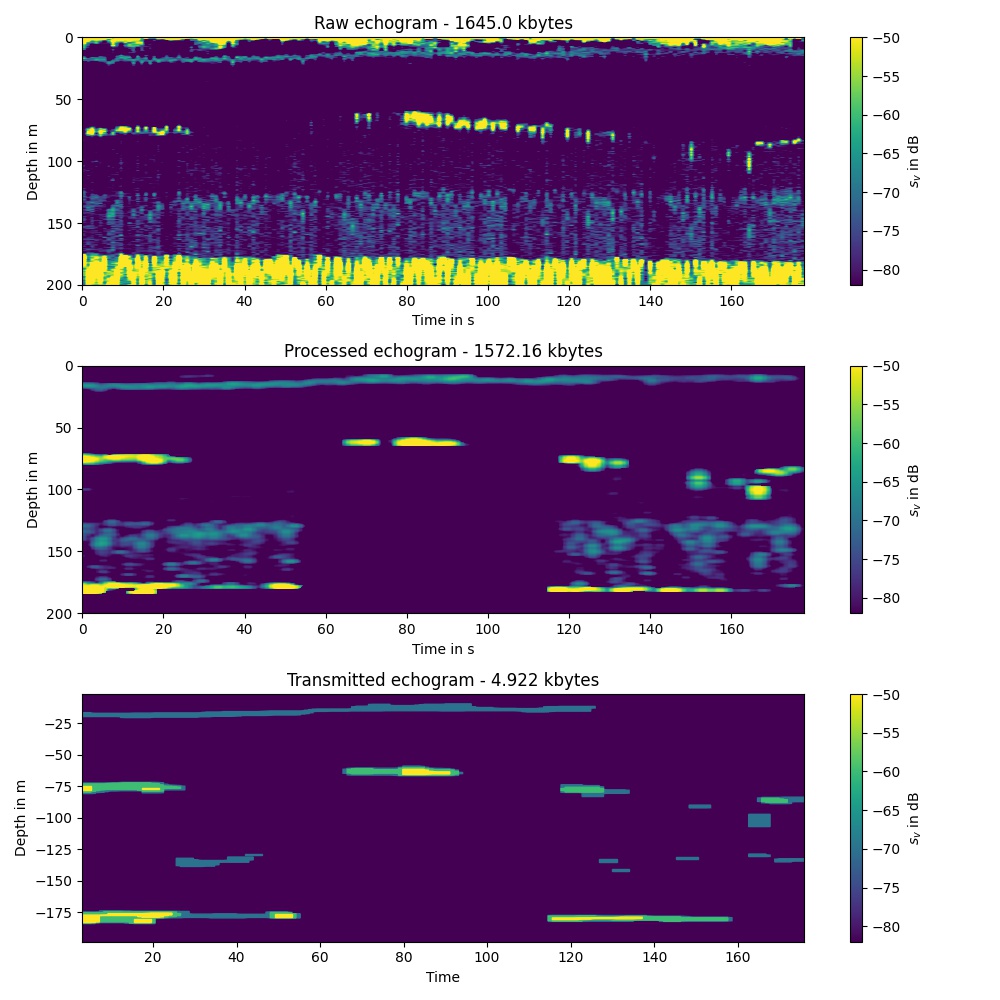 Raw echogram - 1645.0 kbytes
0
50
100
150
200
Depth in m
0 20 40 60 80 100 120 140 160
Time in s
−50
−55
−60
−65
−70
−75
−80
sv in dB
Processed echogram - 1572.16 kbytes
0
50
100
150
200
Depth in m
0 20 40 60 80 100 120 140 160
Time in s
−50
−55
−60
−65
−70
−75
−80
sv in dB
Transmitted echogram - 4.922 kbytes
−25
−50
−75
−100
−125
−150
−175
Depth in m
20 40 60 80 100 120 140 160
Time
−50
−55
−60
−65
−70
−75
−80
sv in dB